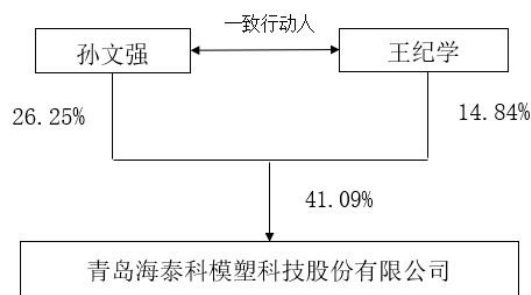 一致行动人
孙文强
王纪学
26.25%
14.84%
41.09%
青岛海泰科模塑科技股份有限公司